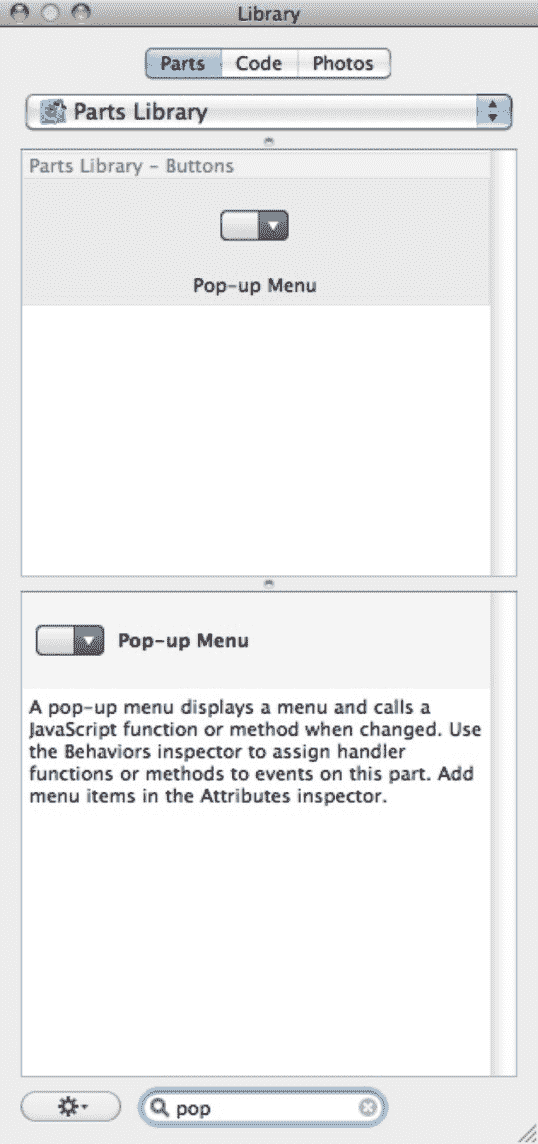 Library
Parts Code Photos
Parts Library
Parts Library – Buttons
Pop-up Menu
Pop-up Menu
A pop-up menu displays a menu and calls a
JavaScript function or method when changed. Use
the Behaviors inspector to assign handler
functions or methods to events on this part. Add
menu items in the Attributes inspector.
pop